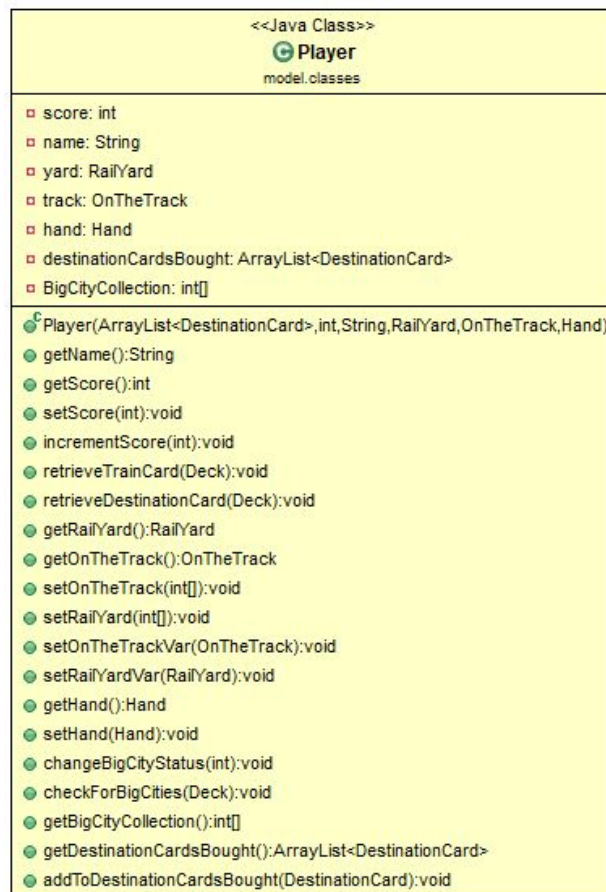 <<Java Class>>
C Player
model.classes
score: int
name: String
yard: RailYard
track: OnTheTrack
hand: Hand
destinationCardsBought: ArrayList<DestinationCard>
BigCityCollection: int[]
C Player(ArrayList<DestinationCard>,int,String,RailYard,OnTheTrack,Hand)
getName():String
getScore():int
setScore(int):void
incrementScore(int):void
retrieveTrainCard(Deck):void
retrieveDestinationCard(Deck):void
getRailYard():RailYard
getOnTheTrack():OnTheTrack
setOnTheTrack(int[]):void
setRailYard(int[]):void
setOnTheTrackVar(OnTheTrack):void
setRailYardVar(RailYard):void
getHand():Hand
setHand(Hand):void
changeBigCityStatus(int):void
checkForBigCities(Deck):void
getBigCityCollection():int[]
getDestinationCardsBought():ArrayList<DestinationCard>
addToDestinationCardsBought(DestinationCard):void